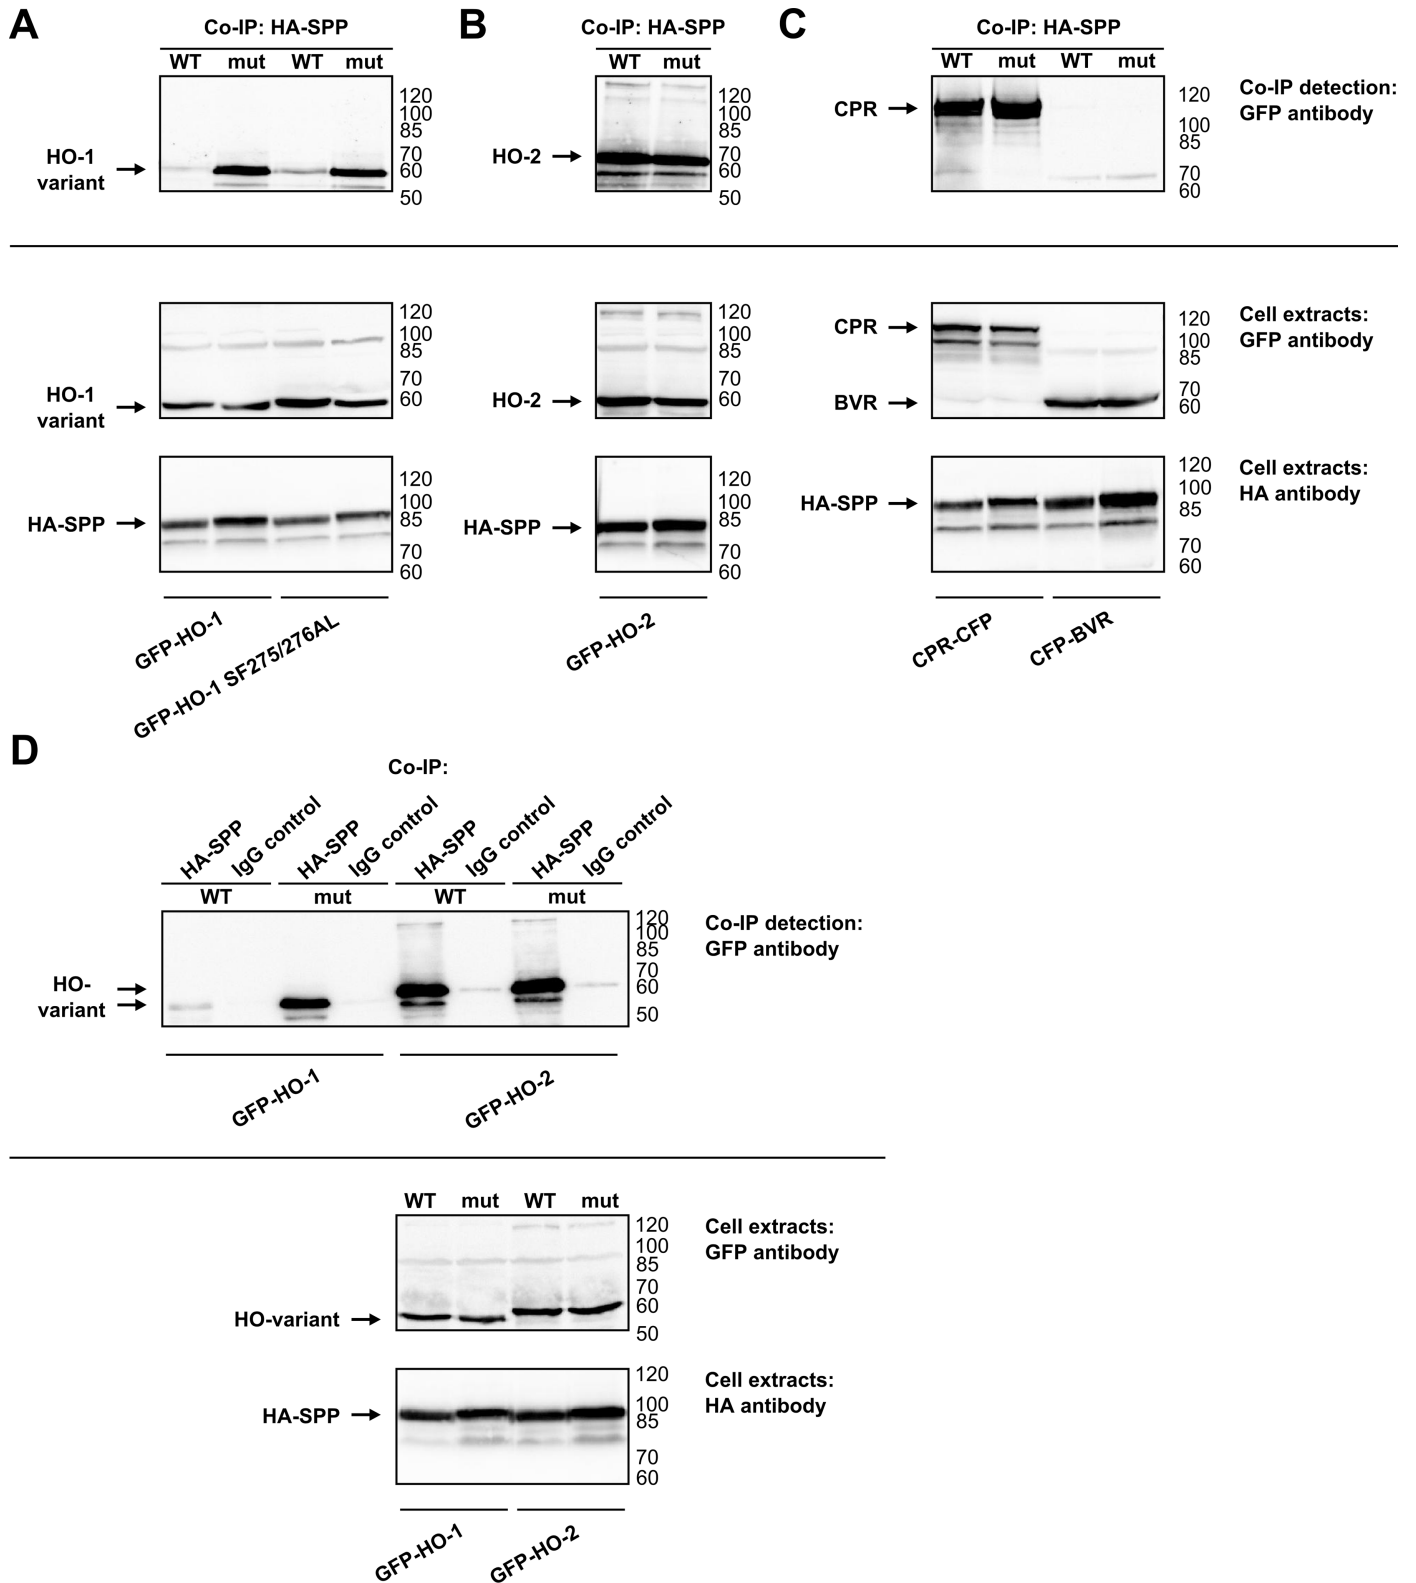 A
Co-IP: HA-SPP
WT mut WT mut
HO-1
variant
120
100
85
70
60
50
B
Co-IP: HA-SPP
WT mut
HO-2
120
100
85
70
60
50
C
Co-IP: HA-SPP
WT mut WT mut
CPR
120
100
85
70
60
Co-IP detection:
GFP antibody
HO-1
variant
120
100
85
70
60
HO-2
120
100
85
70
60
CPR
BVR
120
100
85
70
60
Cell extracts:
GFP antibody
HA-SPP
120
100
85
70
60
HA-SPP
120
100
85
70
60
HA-SPP
120
100
85
70
60
Cell extracts:
HA antibody
GFP-HO-1
GFP-HO-1 SF275/276AL
GFP-HO-2
CPR-CFP
CFP-BVR
D
Co-IP:
HA-SPP IgG control HA-SPP IgG control HA-SPP IgG control HA-SPP IgG control
WT mut WT mut
HO-
variant
120
100
85
70
60
50
Co-IP detection:
GFP antibody
GFP-HO-1 GFP-HO-2
WT mut WT mut
HO-variant
120
100
85
70
60
50
Cell extracts:
GFP antibody
HA-SPP
120
100
85
70
60
Cell extracts:
HA antibody
GFP-HO-1 GFP-HO-2